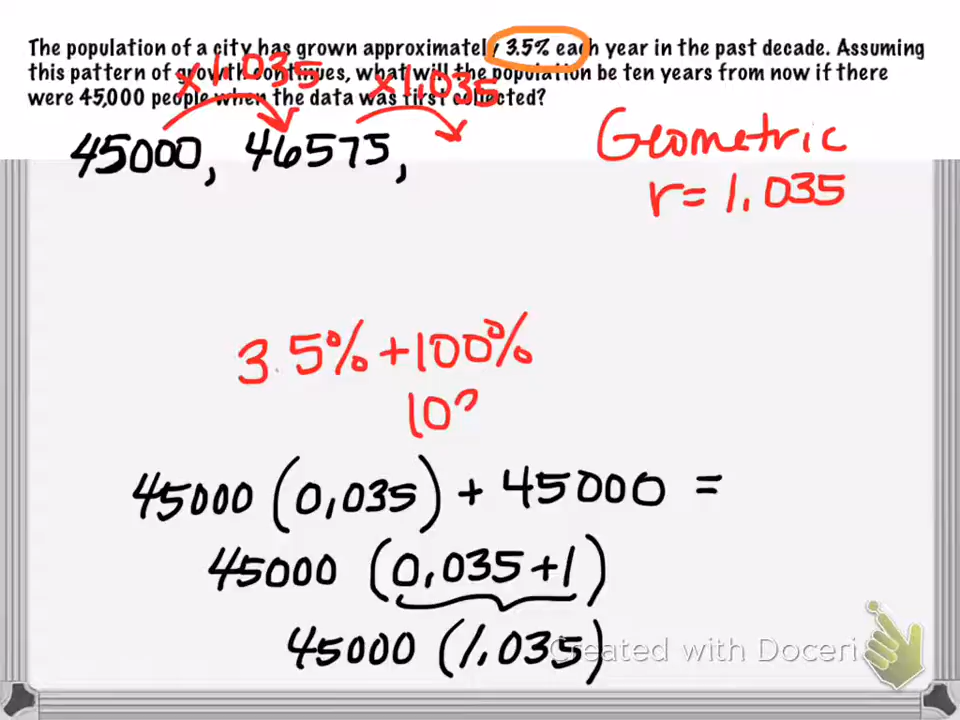 The population of a city has grown approximately 3.5% each year in the past decade. Assuming
this pattern of growth continues, what will the population be ten years from now if there
were 45,000 people when the data was first collected?
×1.035 ×1.035
45000, 46575,
Geometric
r = 1.035
3.5% + 100%
103
45000 (0.035) + 45000 =
45000 (0.035 + 1)
45000 (1.035)
Created with Doceri